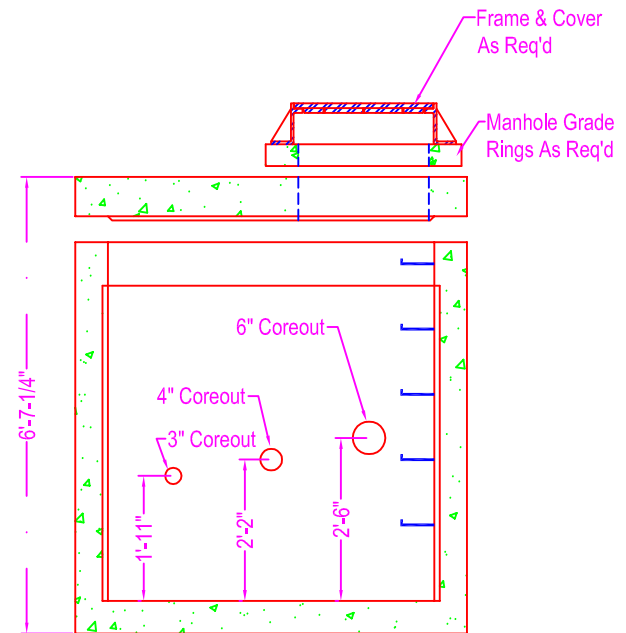 Frame & Cover
As Req'd
Manhole Grade
Rings As Req'd
6" Coreout
4" Coreout
3" Coreout
6'-7-1/4"
1'-11"
2'-2"
2'-6"